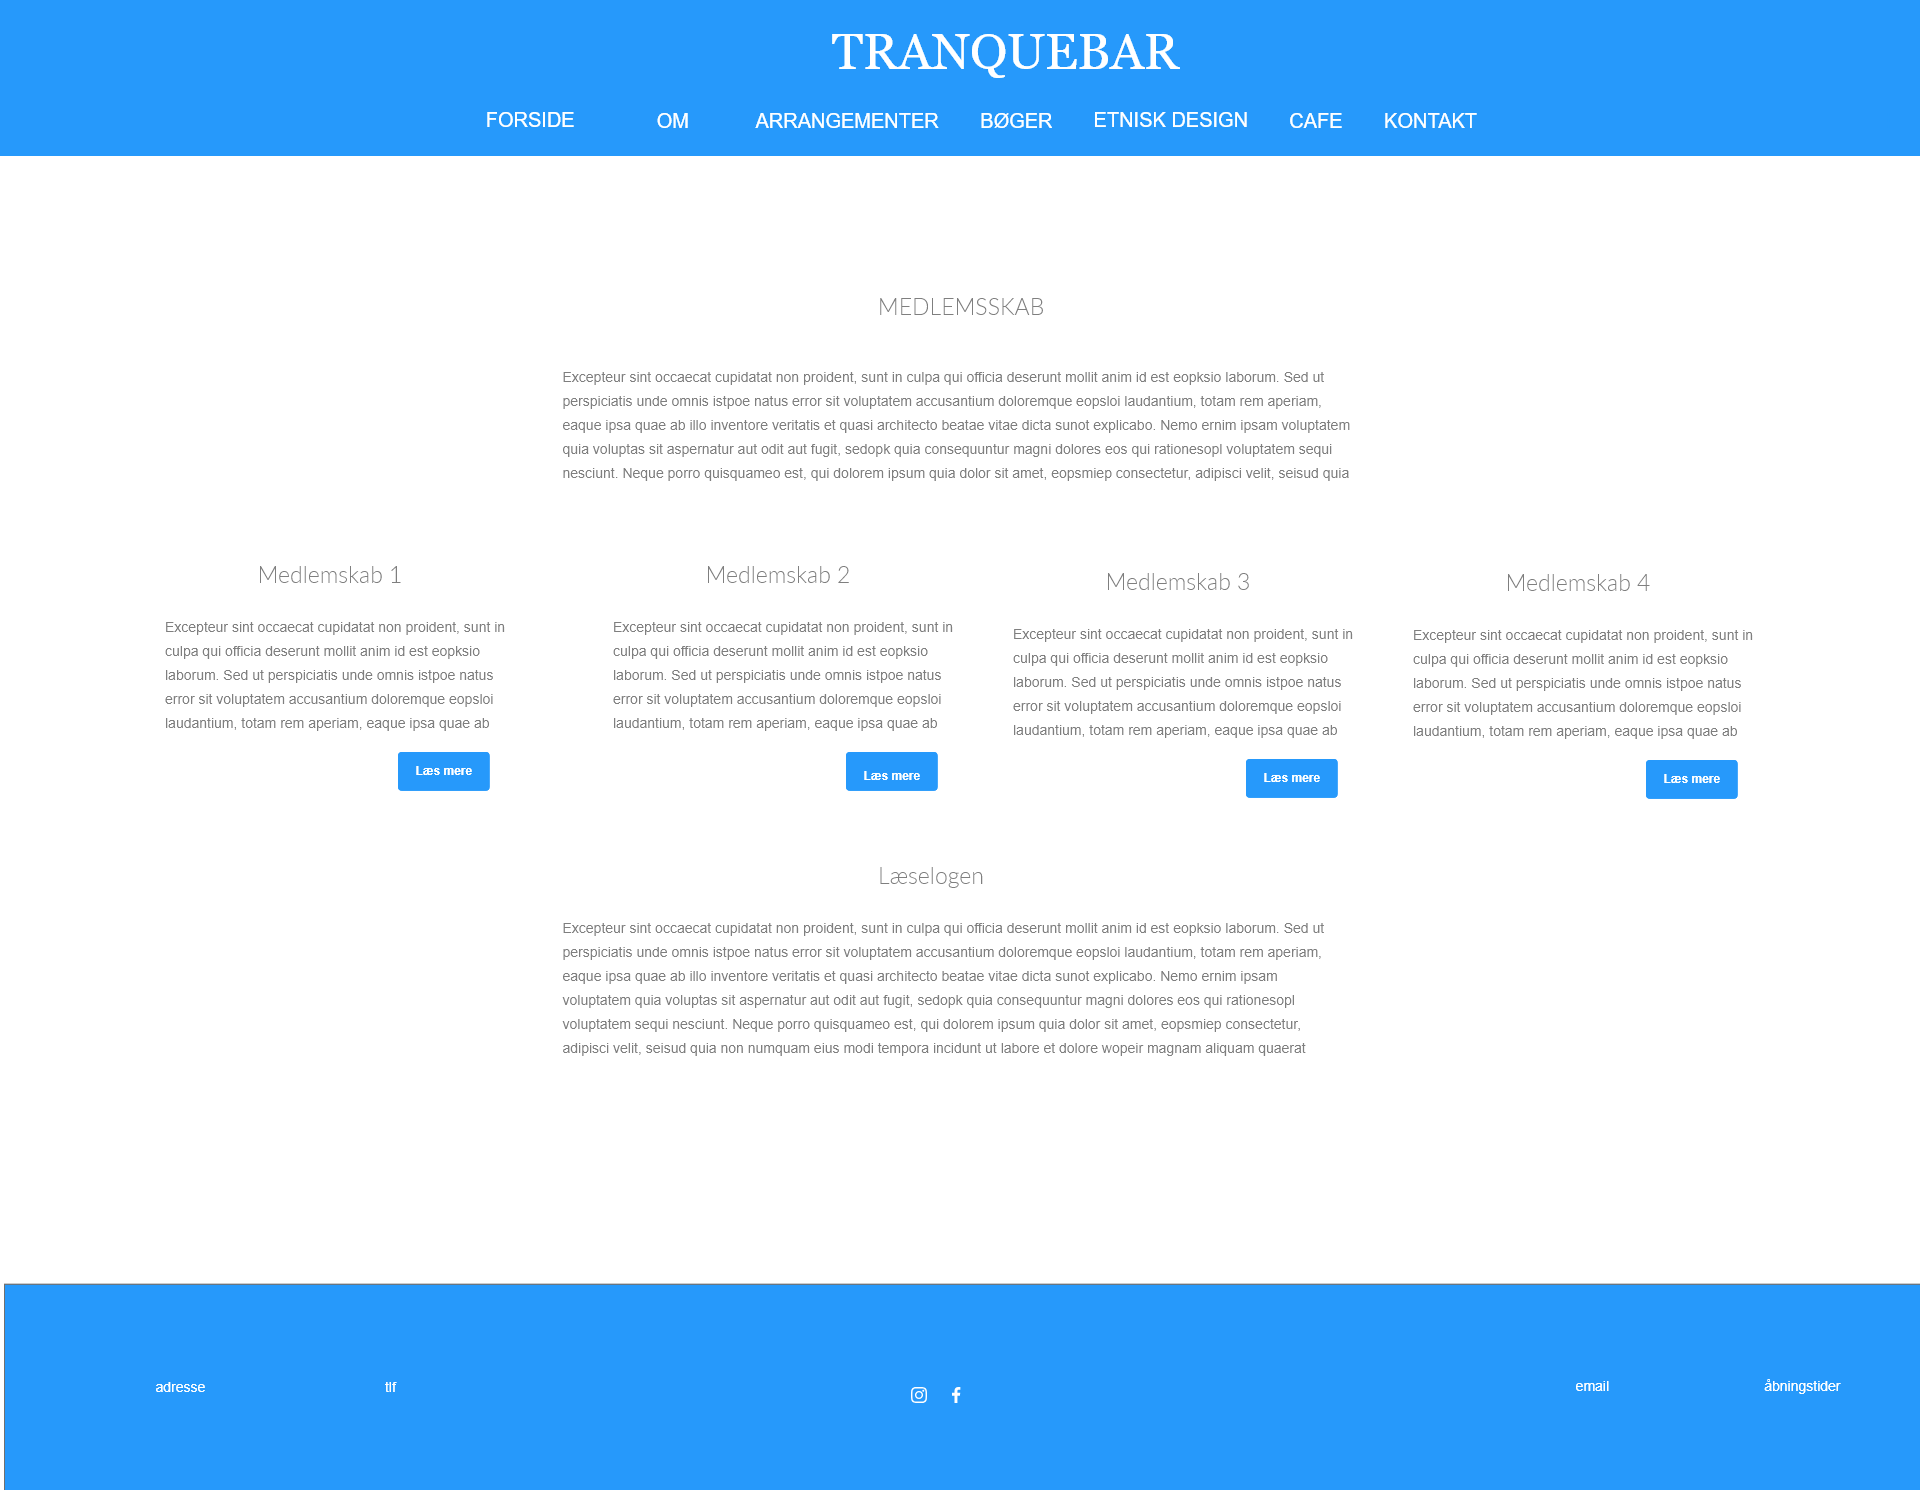 TRANQUEBAR
FORSIDE OM ARRANGEMENTER BØGER ETNISK DESIGN CAFE KONTAKT
MEDLEMSSKAB
Excepteur sint occaecat cupidatat non proident, sunt in culpa qui officia deserunt mollit anim id est eopksio laborum. Sed ut
perspiciatis unde omnis istpoe natus error sit voluptatem accusantium doloremque eopsloi laudantium, totam rem aperiam,
eaque ipsa quae ab illo inventore veritatis et quasi architecto beatae vitae dicta sunot explicabo. Nemo ernim ipsam voluptatem
quia voluptas sit aspernatur aut odit aut fugit, sedopk quia consequuntur magni dolores eos qui rationesopl voluptatem sequi
nesciunt. Neque porro quisquameo est, qui dolorem ipsum quia dolor sit amet, eopsmiep consectetur, adipisci velit, seisud quia
Medlemskab 1
Excepteur sint occaecat cupidatat non proident, sunt in
culpa qui officia deserunt mollit anim id est eopksio
laborum. Sed ut perspiciatis unde omnis istpoe natus
error sit voluptatem accusantium doloremque eopsloi
laudantium, totam rem aperiam, eaque ipsa quae ab
Læs mere
Medlemskab 2
Excepteur sint occaecat cupidatat non proident, sunt in
culpa qui officia deserunt mollit anim id est eopksio
laborum. Sed ut perspiciatis unde omnis istpoe natus
error sit voluptatem accusantium doloremque eopsloi
laudantium, totam rem aperiam, eaque ipsa quae ab
Læs mere
Medlemskab 3
Excepteur sint occaecat cupidatat non proident, sunt in
culpa qui officia deserunt mollit anim id est eopksio
laborum. Sed ut perspiciatis unde omnis istpoe natus
error sit voluptatem accusantium doloremque eopsloi
laudantium, totam rem aperiam, eaque ipsa quae ab
Læs mere
Medlemskab 4
Excepteur sint occaecat cupidatat non proident, sunt in
culpa qui officia deserunt mollit anim id est eopksio
laborum. Sed ut perspiciatis unde omnis istpoe natus
error sit voluptatem accusantium doloremque eopsloi
laudantium, totam rem aperiam, eaque ipsa quae ab
Læs mere
Læselogen
Excepteur sint occaecat cupidatat non proident, sunt in culpa qui officia deserunt mollit anim id est eopksio laborum. Sed ut
perspiciatis unde omnis istpoe natus error sit voluptatem accusantium doloremque eopsloi laudantium, totam rem aperiam,
eaque ipsa quae ab illo inventore veritatis et quasi architecto beatae vitae dicta sunot explicabo. Nemo ernim ipsam
voluptatem quia voluptas sit aspernatur aut odit aut fugit, sedopk quia consequuntur magni dolores eos qui rationesopl
voluptatem sequi nesciunt. Neque porro quisquameo est, qui dolorem ipsum quia dolor sit amet, eopsmiep consectetur,
adipisci velit, seisud quia non numquam eius modi tempora incidunt ut labore et dolore wopeir magnam aliquam quaerat
adresse tlf email åbningstider